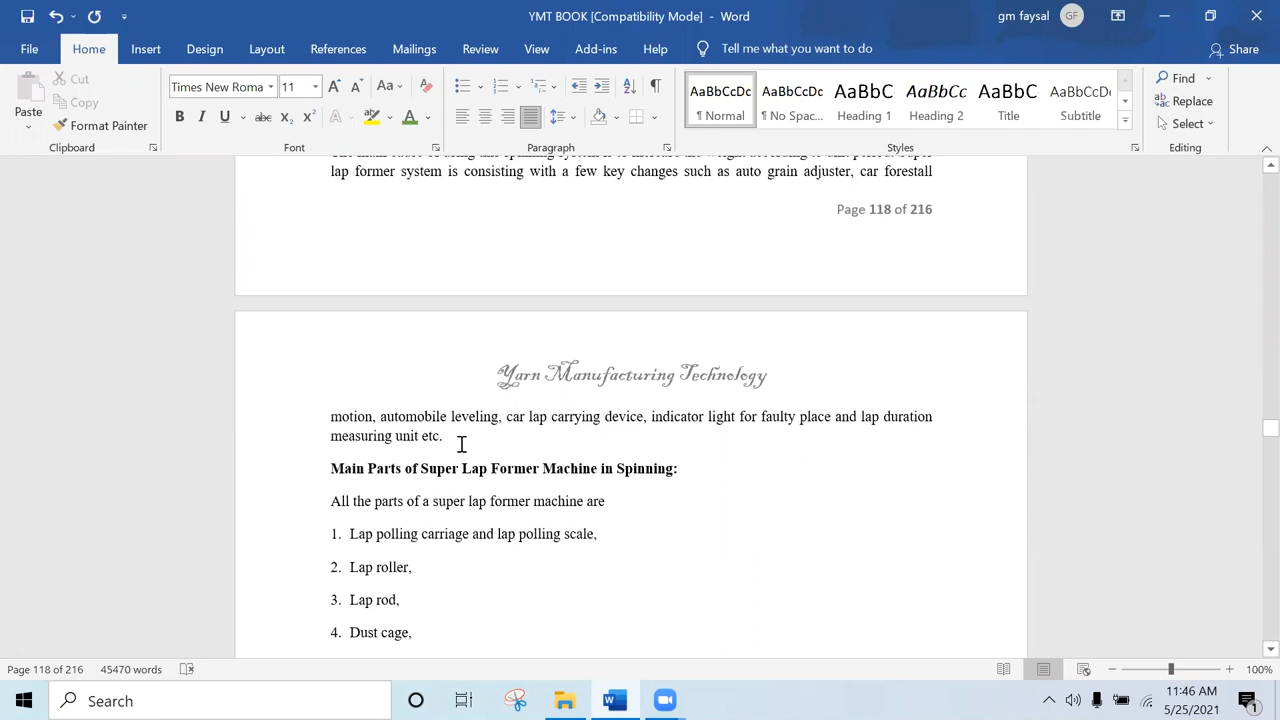 YMT BOOK [Compatibility Mode] - Word
gm faysal
GF
File Home Insert Design Layout References Mailings Review View Add-ins Help Tell me what you want to do Share
Paste
Cut
Copy
Format Painter
Clipboard
Times New Roma 11
Font
Paragraph
AaBbCcDc AaBbCcDc AaBbC AaBbCc AaBbC AaBbCcDc
¶ Normal ¶ No Spac... Heading 1 Heading 2 Title Subtitle
Styles
Find
Replace
Select
Editing
lap former system is consisting with a few key changes such as auto grain adjuster, car forestall
Page 118 of 216
Yarn Manufacturing Technology
motion, automobile leveling, car lap carrying device, indicator light for faulty place and lap duration
measuring unit etc.
Main Parts of Super Lap Former Machine in Spinning:
All the parts of a super lap former machine are
1. Lap polling carriage and lap polling scale,
2. Lap roller,
3. Lap rod,
4. Dust cage,
Page 118 of 216 45470 words 100%
Search
11:46 AM
5/25/2021